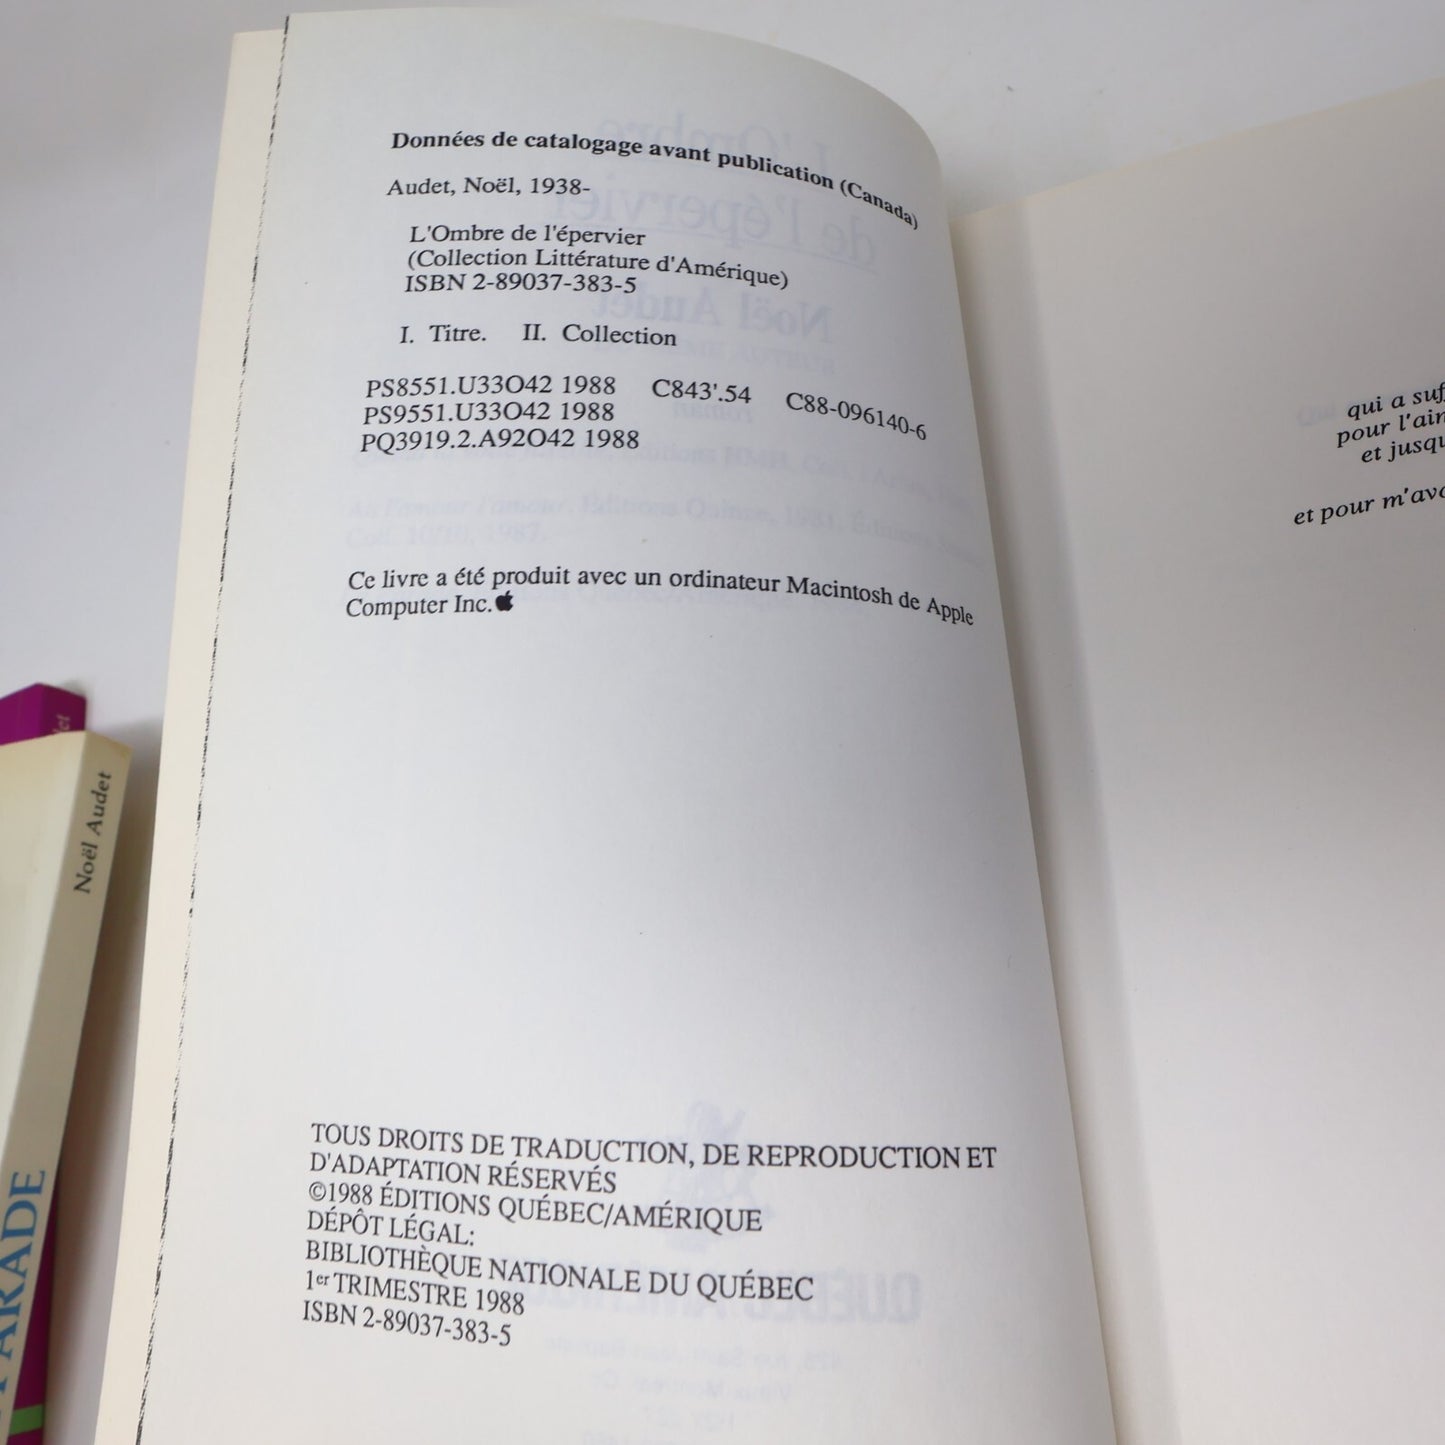 Données de catalogage avant publication (Canada)
Audet, Noël, 1938-
L'Ombre de l'épervier
(Collection Littérature d'Amérique)
ISBN 2-89037-383-5
I. Titre. II. Collection
PS8551.U33O42 1988 C843'.54 C88-096140-6
PS9551.U33O42 1988
PQ3919.2.A92O42 1988
Ce livre a été produit avec un ordinateur Macintosh de Apple
Computer Inc.
TOUS DROITS DE TRADUCTION, DE REPRODUCTION ET
D'ADAPTATION RÉSERVÉS
©1988 ÉDITIONS QUÉBEC/AMÉRIQUE
DÉPÔT LÉGAL:
BIBLIOTHÈQUE NATIONALE DU QUÉBEC
1er TRIMESTRE 1988
ISBN 2-89037-383-5
qui a
pour
et
et pour
Noël Audet
PARADE